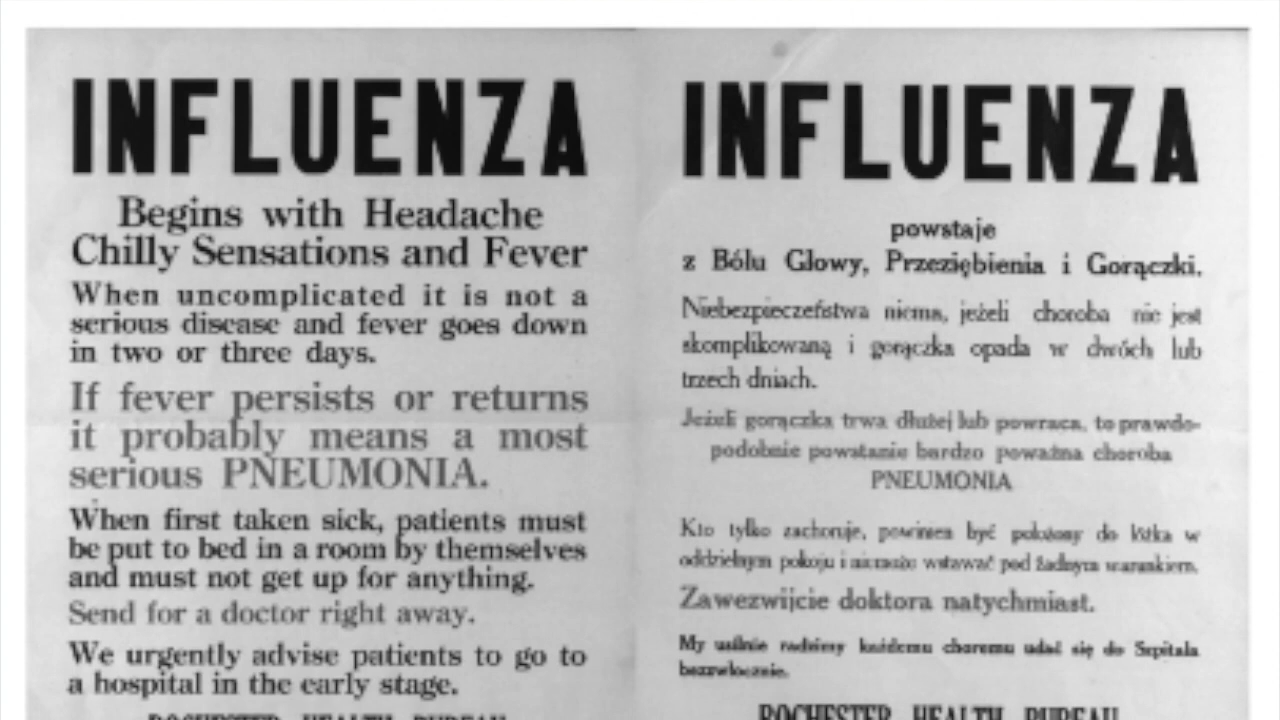 INFLUENZA
Begins with Headache
Chilly Sensations and Fever
When uncomplicated it is not a
serious disease and fever goes down
in two or three days.
If fever persists or returns
it probably means a most
serious PNEUMONIA.
When first taken sick, patients must
be put to bed in a room by themselves
and must not get up for anything.
Send for a doctor right away.
We urgently advise patients to go to
a hospital in the early stage.
ROCHESTER HEALTH BUREAU
INFLUENZA
powstaje
z Bólu Głowy, Przeziębienia i Gorączki.
Niebezpieczeństwa niema, jeżeli choroba nie jest
skomplikowaną i gorączka opada w dwóch lub
trzech dniach.
Jeżeli gorączka trwa dłużej lub powraca, to prawdo-
podobnie powstanie bardzo poważna choroba
PNEUMONIA
Kto tylko zachoruje, powinien być położony do łóżka w
oddzielnym pokoju i niemoże wstawać pod żadnym warunkiem.
Zawezwijcie doktora natychmiast.
My usilnie radzimy każdemu choremu udać się do Szpitala
bezzwłocznie.
ROCHESTER HEALTH BUREAU